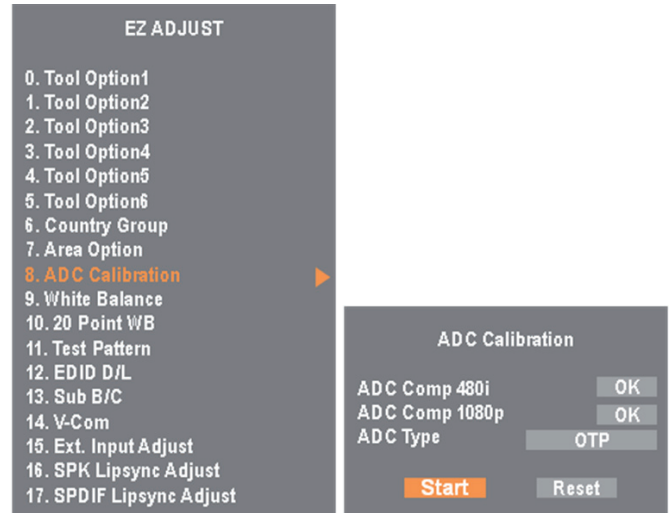 EZ ADJUST
0. Tool Option1
1. Tool Option2
2. Tool Option3
3. Tool Option4
4. Tool Option5
5. Tool Option6
6. Country Group
7. Area Option
8. ADC Calibration
9. White Balance
10. 20 Point WB
11. Test Pattern
12. EDID D/L
13. Sub B/C
14. V-Com
15. Ext. Input Adjust
16. SPK Lipsync Adjust
17. SPDIF Lipsync Adjust
ADC Calibration
ADC Comp 480i OK
ADC Comp 1080p OK
ADC Type OTP
Start Reset